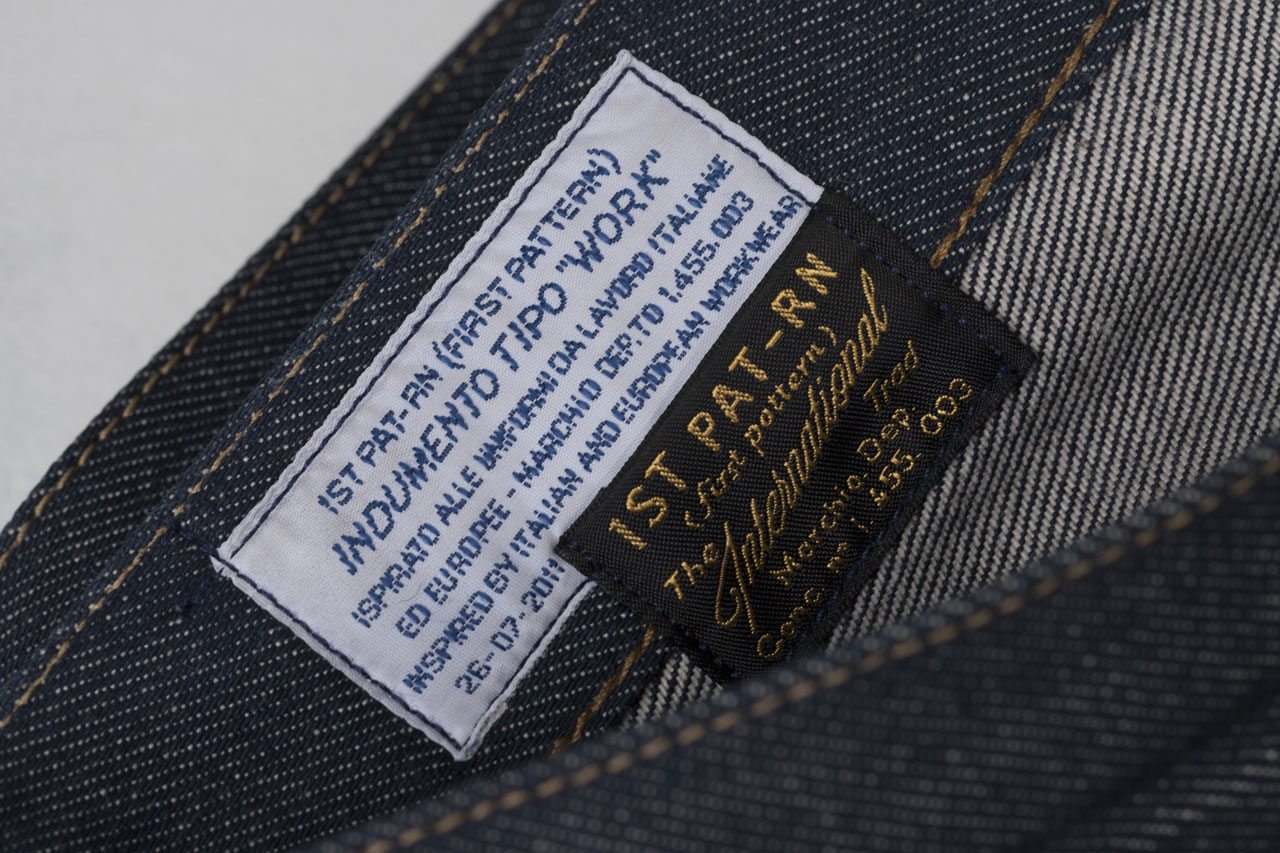 1ST PAT-RN (FIRST PATTERN)
INDUMENTO TIPO "WORK"
ISPIRATO ALLE UNIFORMI DA LAVORO ITALIANE
ED EUROPEE - MARCHIO DEP.TO 1.455.003
INSPIRED BY ITALIAN AND EUROPEAN WORKWEAR
26-07-2011
1ST PAT-RN
(first pattern)
The International Trad
Marchio. Dep.
Conc. n° 1.455.003